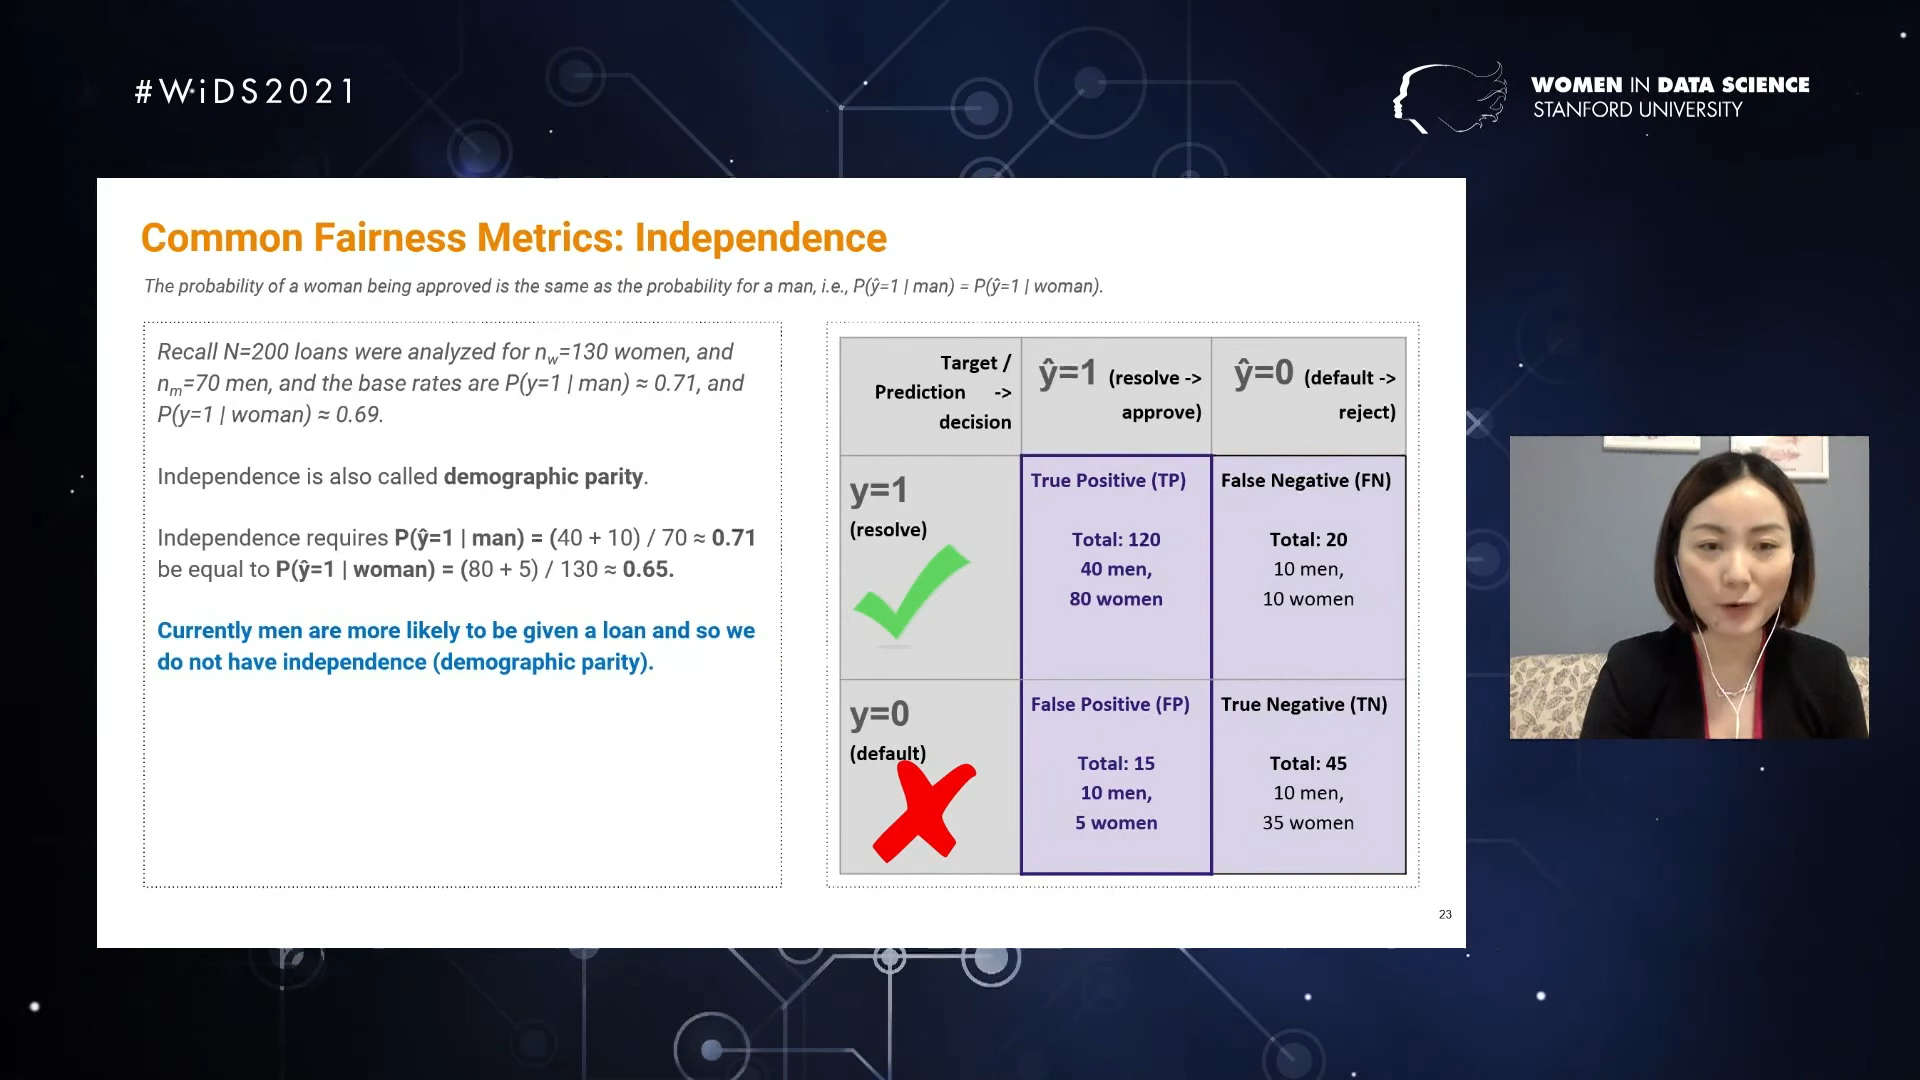 #WiDS2021
WOMEN IN DATA SCIENCE
STANFORD UNIVERSITY
Common Fairness Metrics: Independence
The probability of a woman being approved is the same as the probability for a man, i.e., P(ŷ=1 | man) = P(ŷ=1 | woman).
Recall N=200 loans were analyzed for nw=130 women, and
nm=70 men, and the base rates are P(y=1 | man) ≈ 0.71, and
P(y=1 | woman) ≈ 0.69.
Independence is also called demographic parity.
Independence requires P(ŷ=1 | man) = (40 + 10) / 70 ≈ 0.71
be equal to P(ŷ=1 | woman) = (80 + 5) / 130 ≈ 0.65.
Currently men are more likely to be given a loan and so we
do not have independence (demographic parity).
Target /
Prediction ->
decision
ŷ=1 (resolve ->
approve)
ŷ=0 (default ->
reject)
y=1
(resolve)
True Positive (TP)
Total: 120
40 men,
80 women
False Negative (FN)
Total: 20
10 men,
10 women
y=0
(default)
False Positive (FP)
Total: 15
10 men,
5 women
True Negative (TN)
Total: 45
10 men,
35 women
23